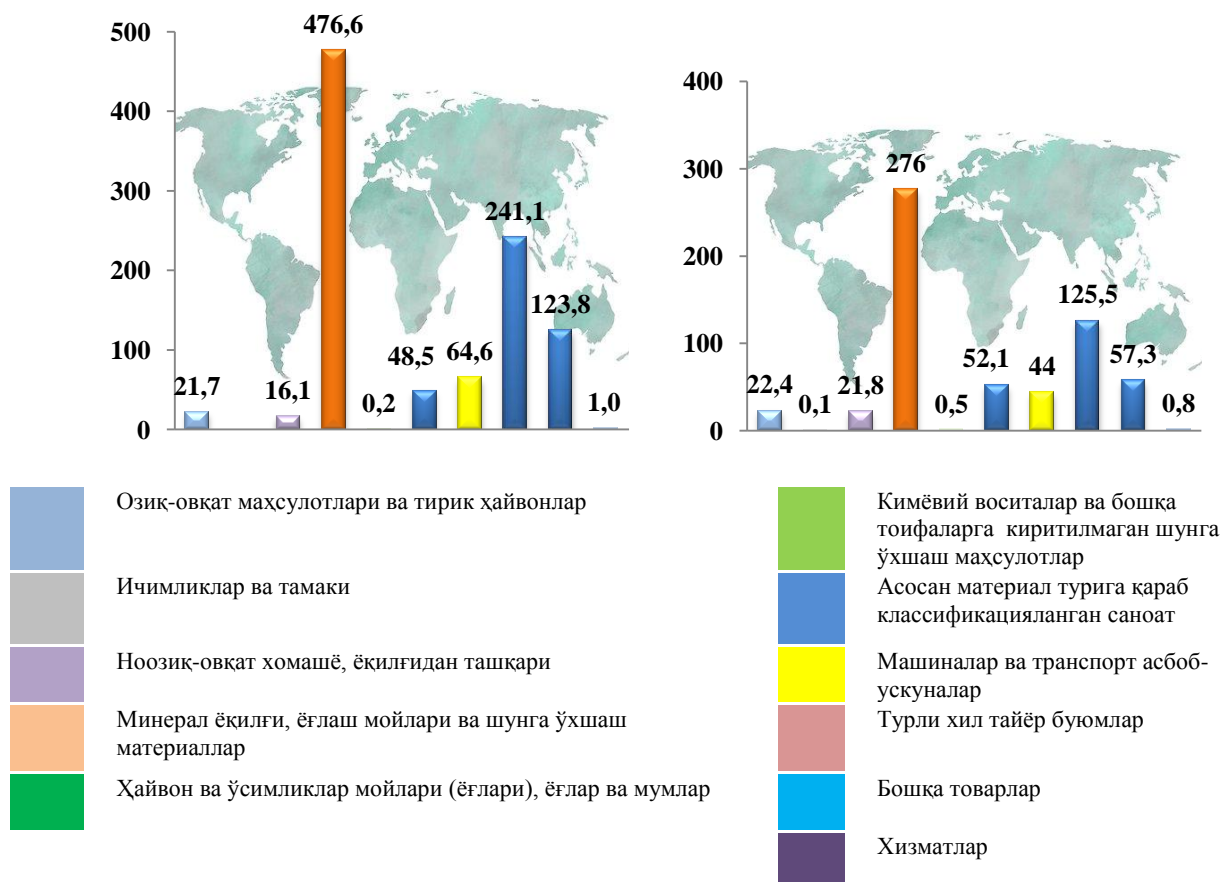 500
400
300
200
100
0
21,7
16,1
476,6
0,2
48,5
64,6
241,1
123,8
1,0
400
300
200
100
0
22,4
0,1
21,8
276
0,5
52,1
44
125,5
57,3
0,8
Озиқ-овқат маҳсулотлари ва тирик ҳайвонлар
Ичимликлар ва тамаки
Ноозиқ-овқат хомашё, ёқилғидан ташқари
Минерал ёқилғи, ёғлаш мойлари ва шунга ўхшаш
материаллар
Ҳайвон ва ўсимликлар мойлари (ёғлари), ёғлар ва мумлар
Кимёвий воситалар ва бошқа
тоифаларга киритилмаган шунга
ўхшаш маҳсулотлар
Асосан материал турига қараб
классификацияланган саноат
Машиналар ва транспорт асбоб-
ускуналар
Турли хил тайёр буюмлар
Бошқа товарлар
Хизматлар